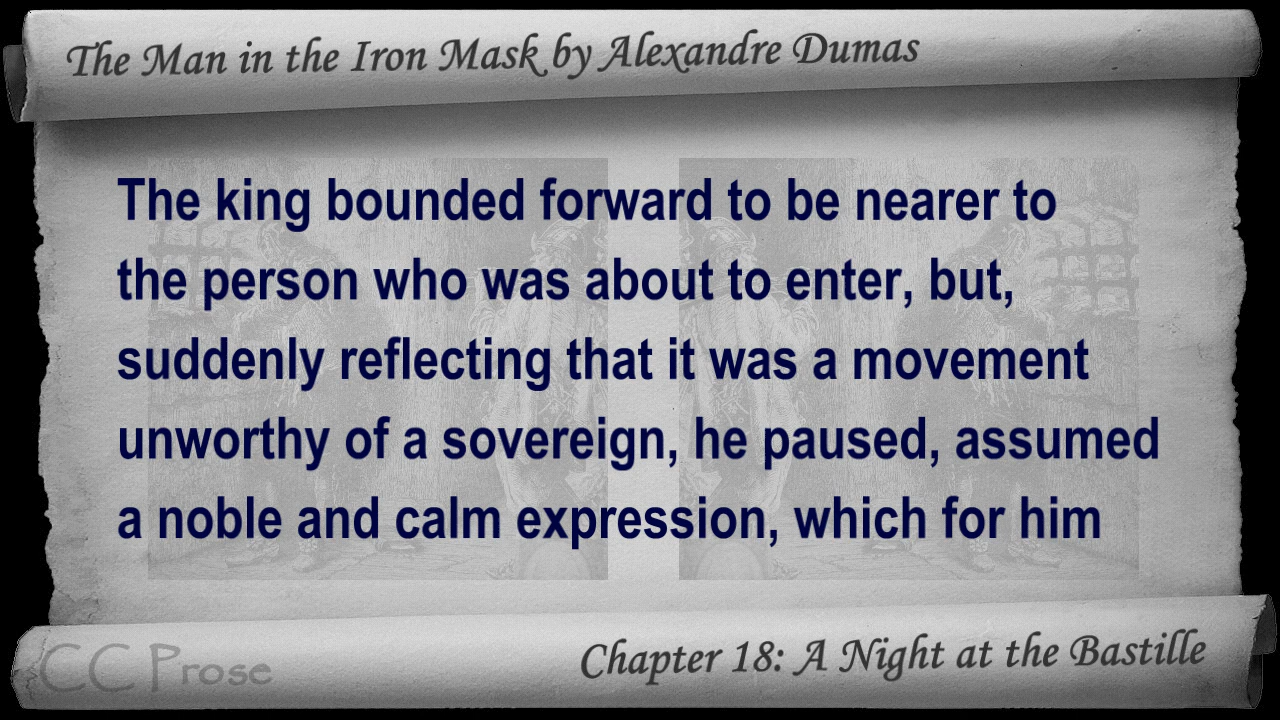 The Man in the Iron Mask by Alexandre Dumas
The king bounded forward to be nearer to
the person who was about to enter, but,
suddenly reflecting that it was a movement
unworthy of a sovereign, he paused, assumed
a noble and calm expression, which for him
CC Prose
Chapter 18: A Night at the Bastille